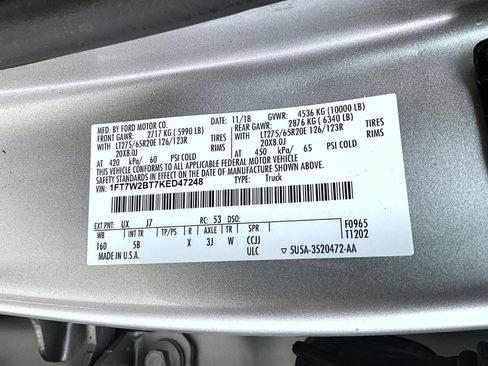 MFD. BY FORD MOTOR CO. 11/18 GVWR: 4536 KG (10000 LB)
FRONT GAWR: 2717 KG (5990 LB) REAR GAWR: 2876 KG (6340 LB)
WITH LT275/65R20E 126/123R TIRES WITH LT275/65R20E 126/123R TIRES
20X8.0J RIMS 20X8.0J RIMS
AT 420 kPa/ 60 PSI COLD AT 450 kPa/ 65 PSI COLD
THIS VEHICLE CONFORMS TO ALL APPLICABLE FEDERAL MOTOR VEHICLE
SAFETY STANDARDS IN EFFECT ON THE DATE OF MANUFACTURE SHOWN ABOVE.
VIN: 1FT7W2BT7KED47248 TYPE: Truck
EXT PNT: UX J7 RC: 53 DSO: F0965
WB INT TR TP/PS R AXLE TR SPR T1202
160 5B X 3J W CCJJ
MADE IN U.S.A. ULC 5U5A-3520472-AA